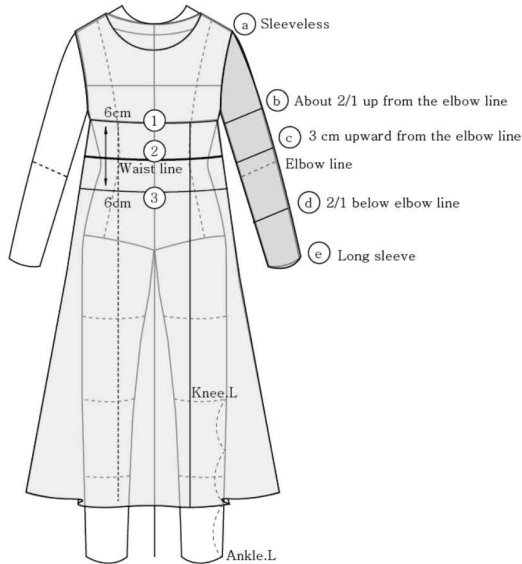 ⓐ Sleeveless
ⓑ About 2/1 up from the elbow line
6cm
①
ⓒ 3 cm upward from the elbow line
②
Elbow line
Waist line
③
6cm
ⓓ 2/1 below elbow line
ⓔ Long sleeve
Knee.L
Ankle.L